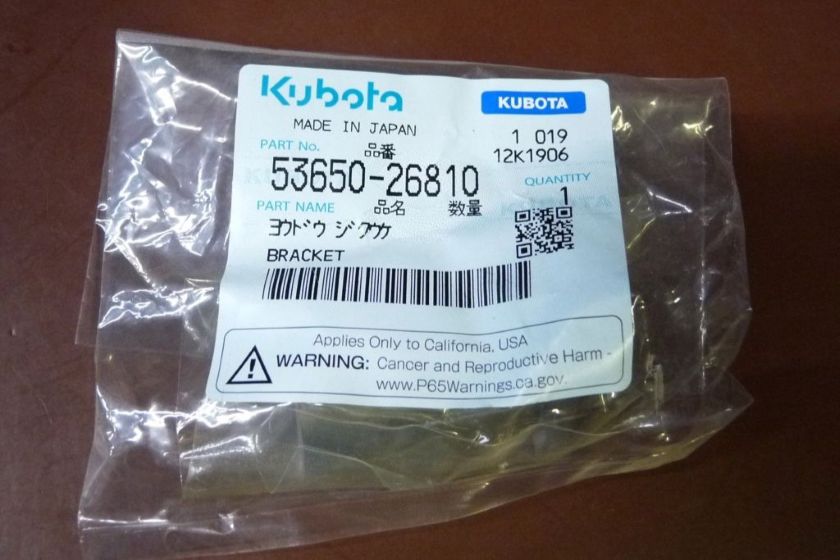 Kubota
KUBOTA
MADE IN JAPAN
1 019
PART No.
品番
12K1906
53650-26810
QUANTITY
1
PART NAME
品名
数量
ヨウドウ ジクウケ
BRACKET
Applies Only to California, USA
WARNING: Cancer and Reproductive Harm -
www.P65Warnings.ca.gov.